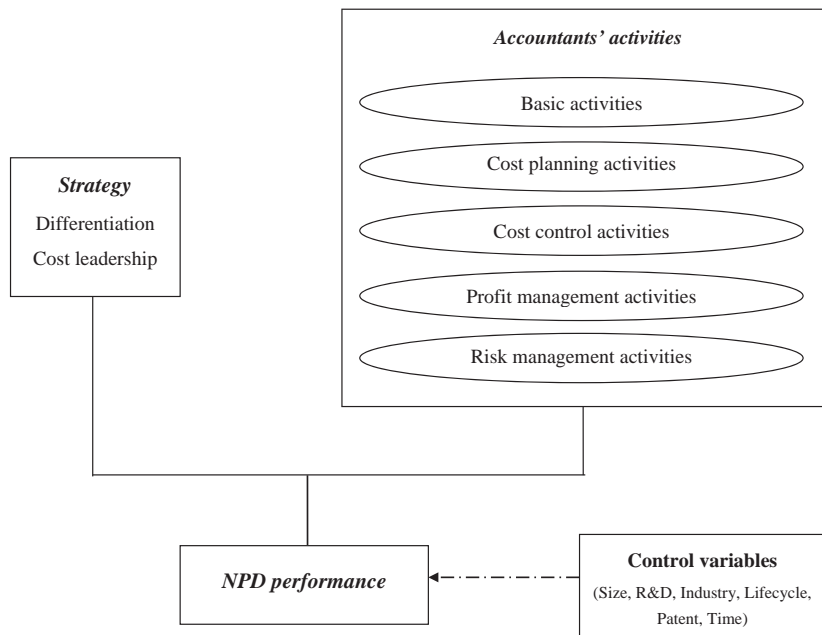 Accountants' activities
Basic activities
Cost planning activities
Cost control activities
Profit management activities
Risk management activities
Strategy
Differentiation
Cost leadership
NPD performance
Control variables
(Size, R&D, Industry, Lifecycle,
Patent, Time)